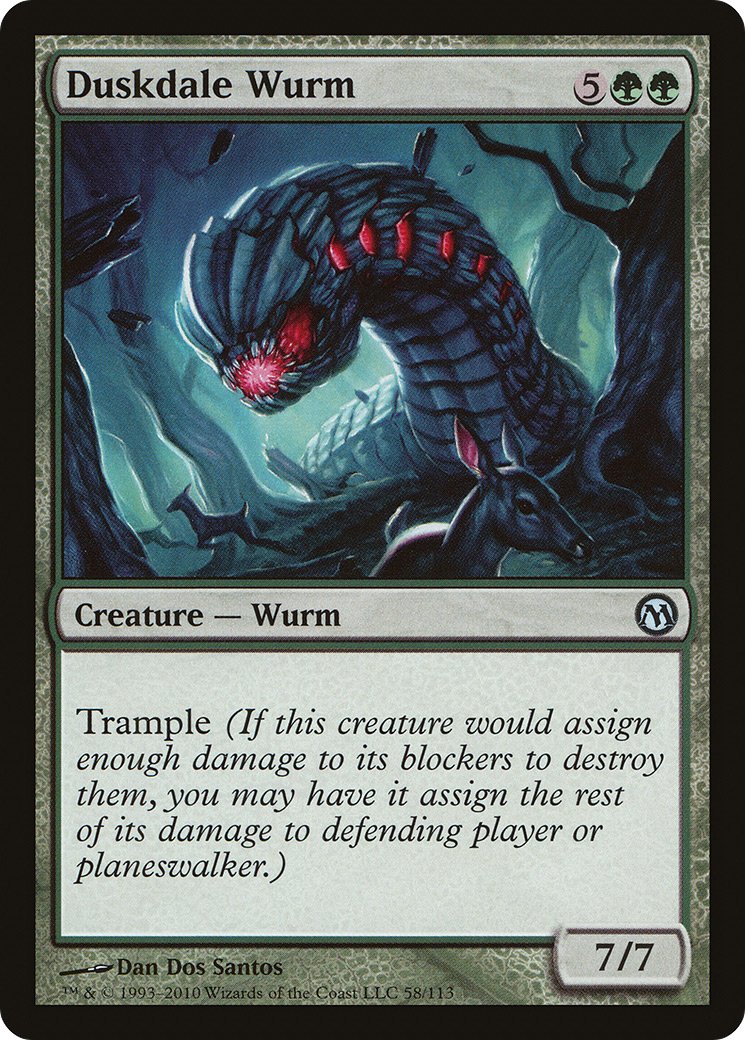 Duskdale Wurm 5
Creature — Wurm
Trample (If this creature would assign
enough damage to its blockers to destroy
them, you may have it assign the rest
of its damage to defending player or
planeswalker.)
7/7
Dan Dos Santos
™ & © 1993–2010 Wizards of the Coast LLC 58/113